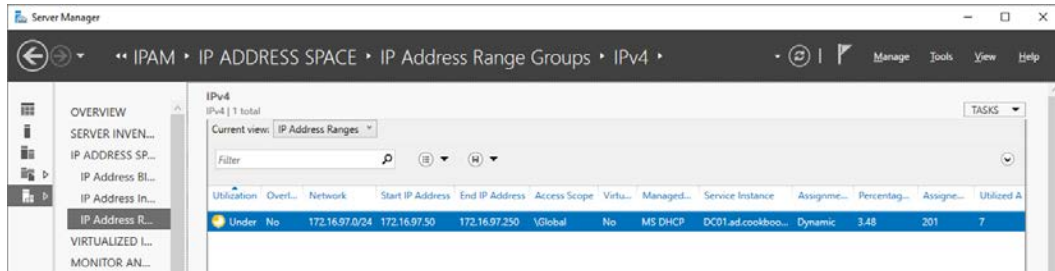 Server Manager
IPAM ‣ IP ADDRESS SPACE ‣ IP Address Range Groups ‣ IPv4 ‣
Manage Tools View Help
OVERVIEW
SERVER INVEN...
IP ADDRESS SP...
IP Address Bl...
IP Address In...
IP Address R...
VIRTUALIZED I...
MONITOR AN...
IPv4
IPv4 | 1 total
TASKS
Current view: IP Address Ranges
Filter
Utilization Overl... Network Start IP Address End IP Address Access Scope Virtu... Managed... Service Instance Assignme... Percentag... Assigne... Utilized A
Under No 172.16.97.0/24 172.16.97.50 172.16.97.250 \Global No MS DHCP DC01.ad.cookboo... Dynamic 3.48 201 7